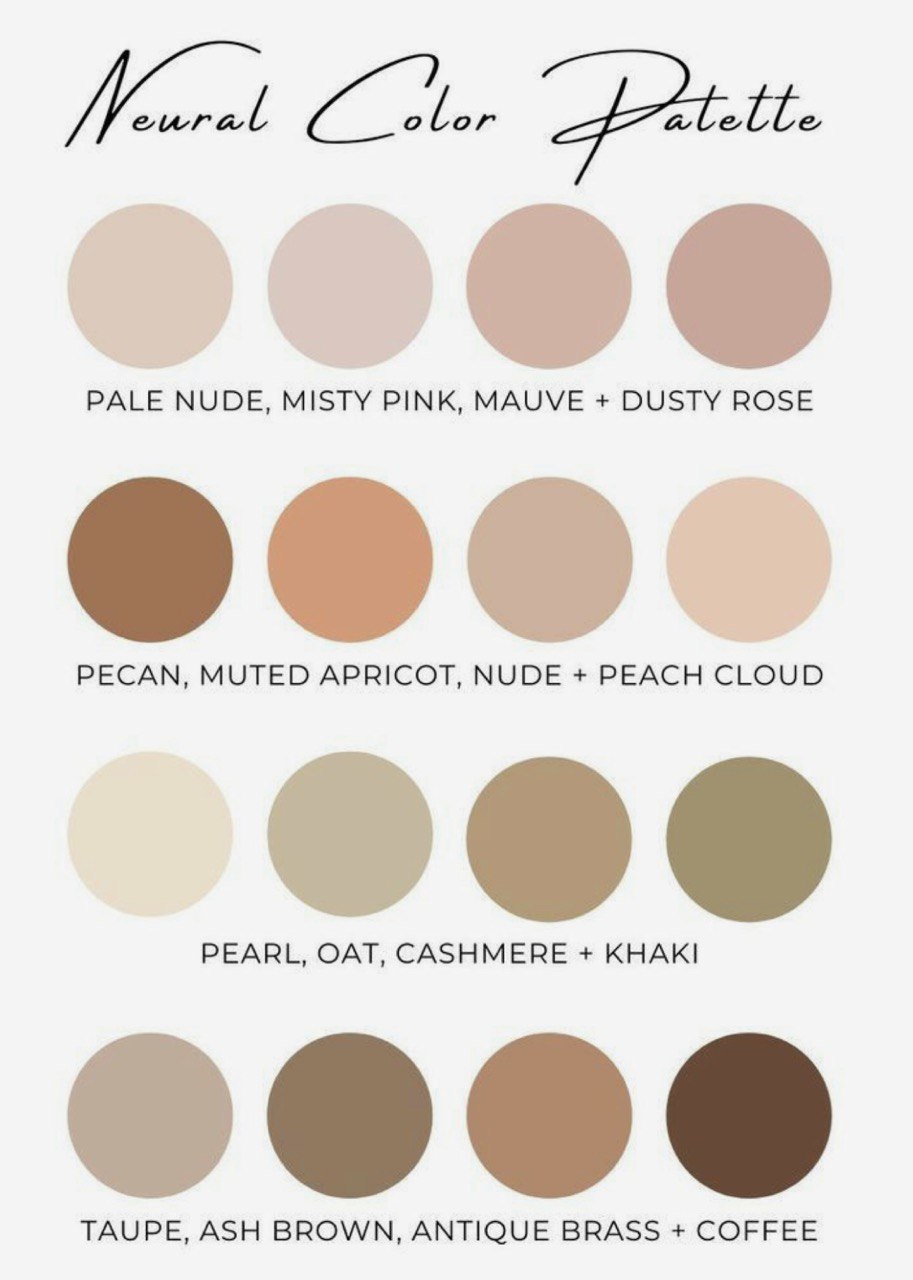 Neural Color Palette
PALE NUDE, MISTY PINK, MAUVE + DUSTY ROSE
PECAN, MUTED APRICOT, NUDE + PEACH CLOUD
PEARL, OAT, CASHMERE + KHAKI
TAUPE, ASH BROWN, ANTIQUE BRASS + COFFEE